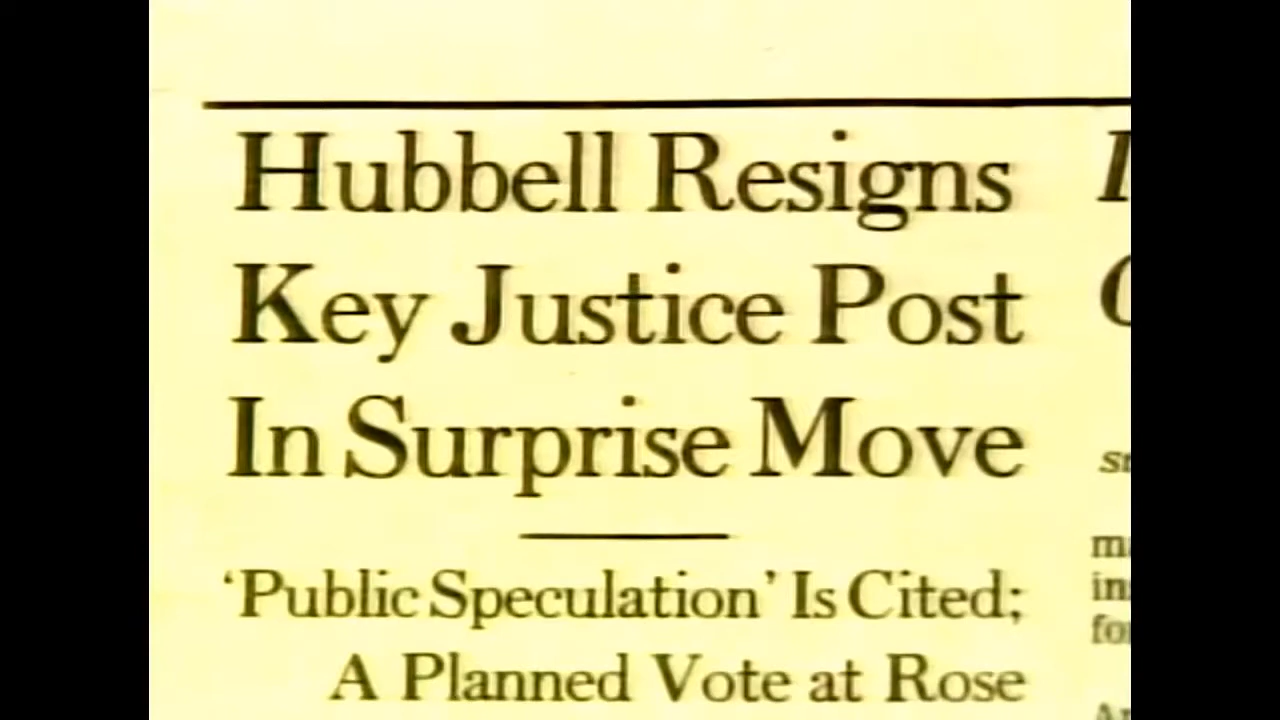 Hubbell Resigns
Key Justice Post
In Surprise Move
‘Public Speculation’ Is Cited;
A Planned Vote at Rose